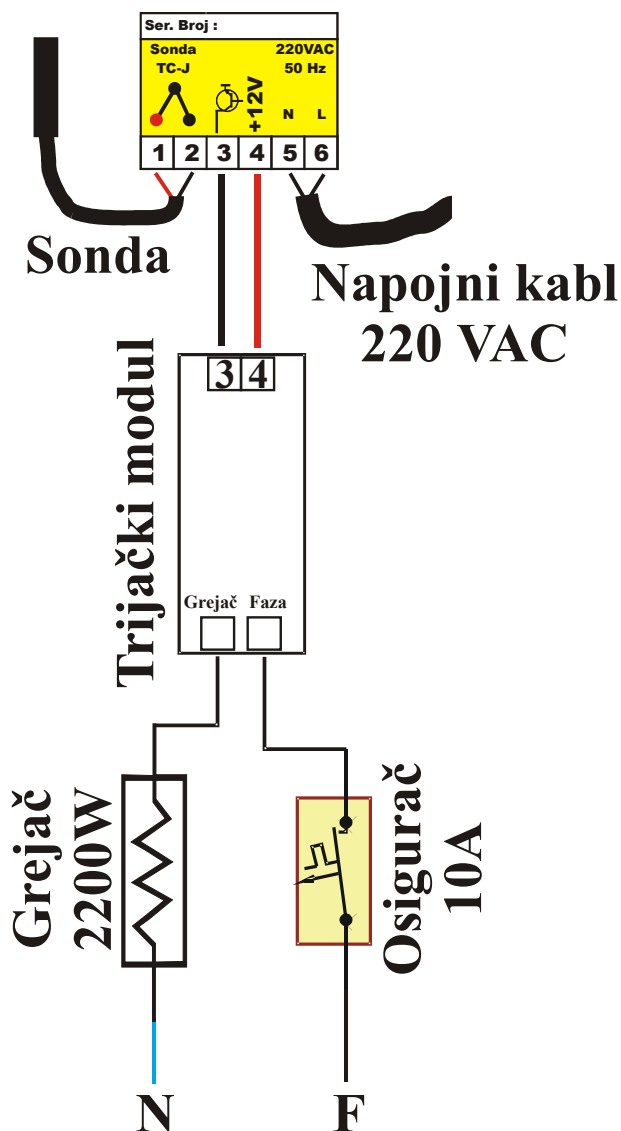 Ser. Broj :
Sonda 220VAC
TC-J 50 Hz
+12V
N L
1 2 3 4 5 6
Sonda
Napojni kabl
220 VAC
3 4
Trijački modul
Grejač Faza
Grejač
2200W
Osigurač
10A
N F